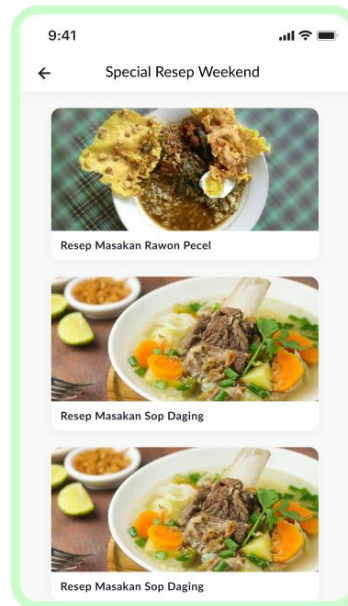 9:41
Special Resep Weekend
Resep Masakan Rawon Pecel
Resep Masakan Sop Daging
Resep Masakan Sop Daging